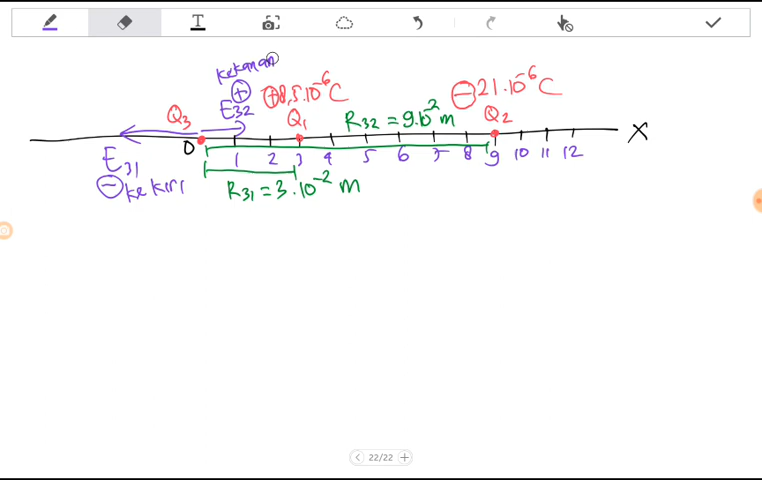 T
kekanan
+
+8,5.10^-6 C
-21.10^-6 C
Q3
E32
Q1
R32 = 9.10^-2 m
Q2
0
1 2 3 4 5 6 7 8 9 10 11 12
X
E31
- ke kiri
R31 = 3.10^-2 m
22/22